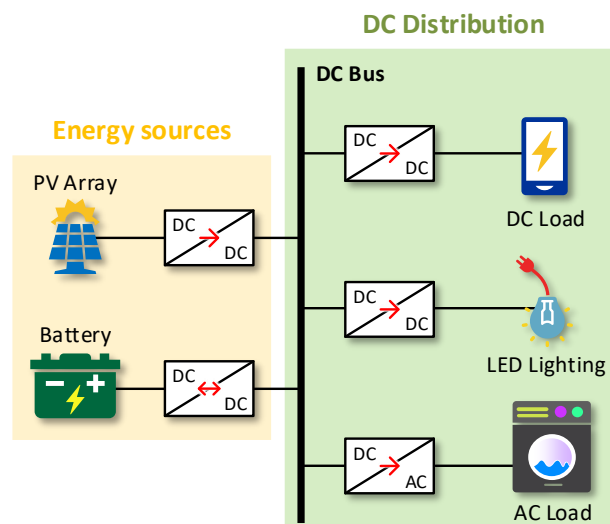 DC Distribution
DC Bus
Energy sources
PV Array
DC
DC
Battery
DC
DC
DC
DC
DC Load
DC
DC
LED Lighting
DC
AC
AC Load